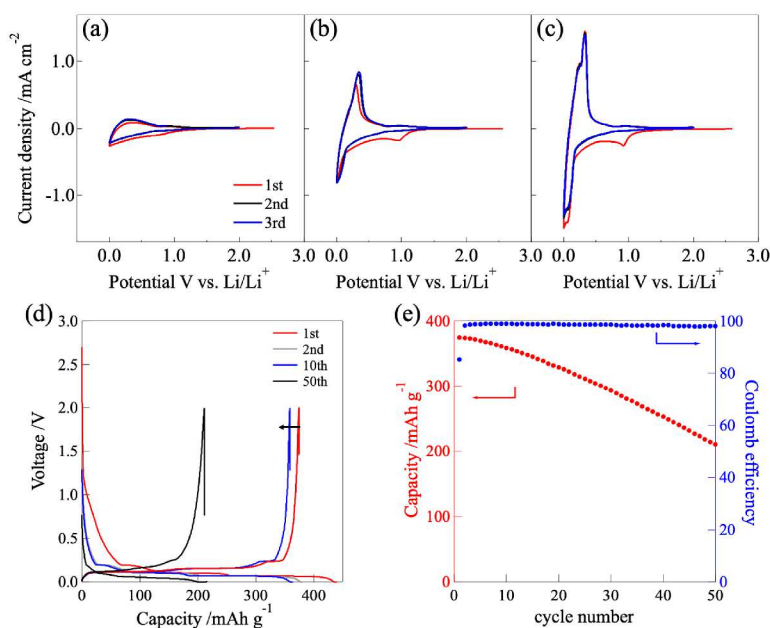 (a)
(b)
(c)
Current density /mA cm⁻²
1.0
0.0
-1.0
1st
2nd
3rd
0.0 1.0 2.0 3.0
0.0 1.0 2.0 3.0
0.0 1.0 2.0 3.0
Potential V vs. Li/Li⁺
Potential V vs. Li/Li⁺
Potential V vs. Li/Li⁺
(d)
Voltage /V
3.0
2.5
2.0
1.5
1.0
0.5
0.0
1st
2nd
10th
50th
0 100 200 300 400
Capacity /mAh g⁻¹
(e)
Capacity /mAh g⁻¹
400
300
200
100
0
100
80
60
40
20
0
Coulomb efficiency
0 10 20 30 40 50
cycle number